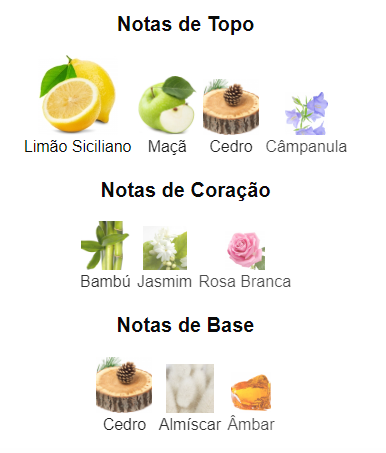 Notas de Topo
Limão Siciliano Maçã Cedro Câmpanula
Notas de Coração
Bambú Jasmim Rosa Branca
Notas de Base
Cedro Almíscar Âmbar